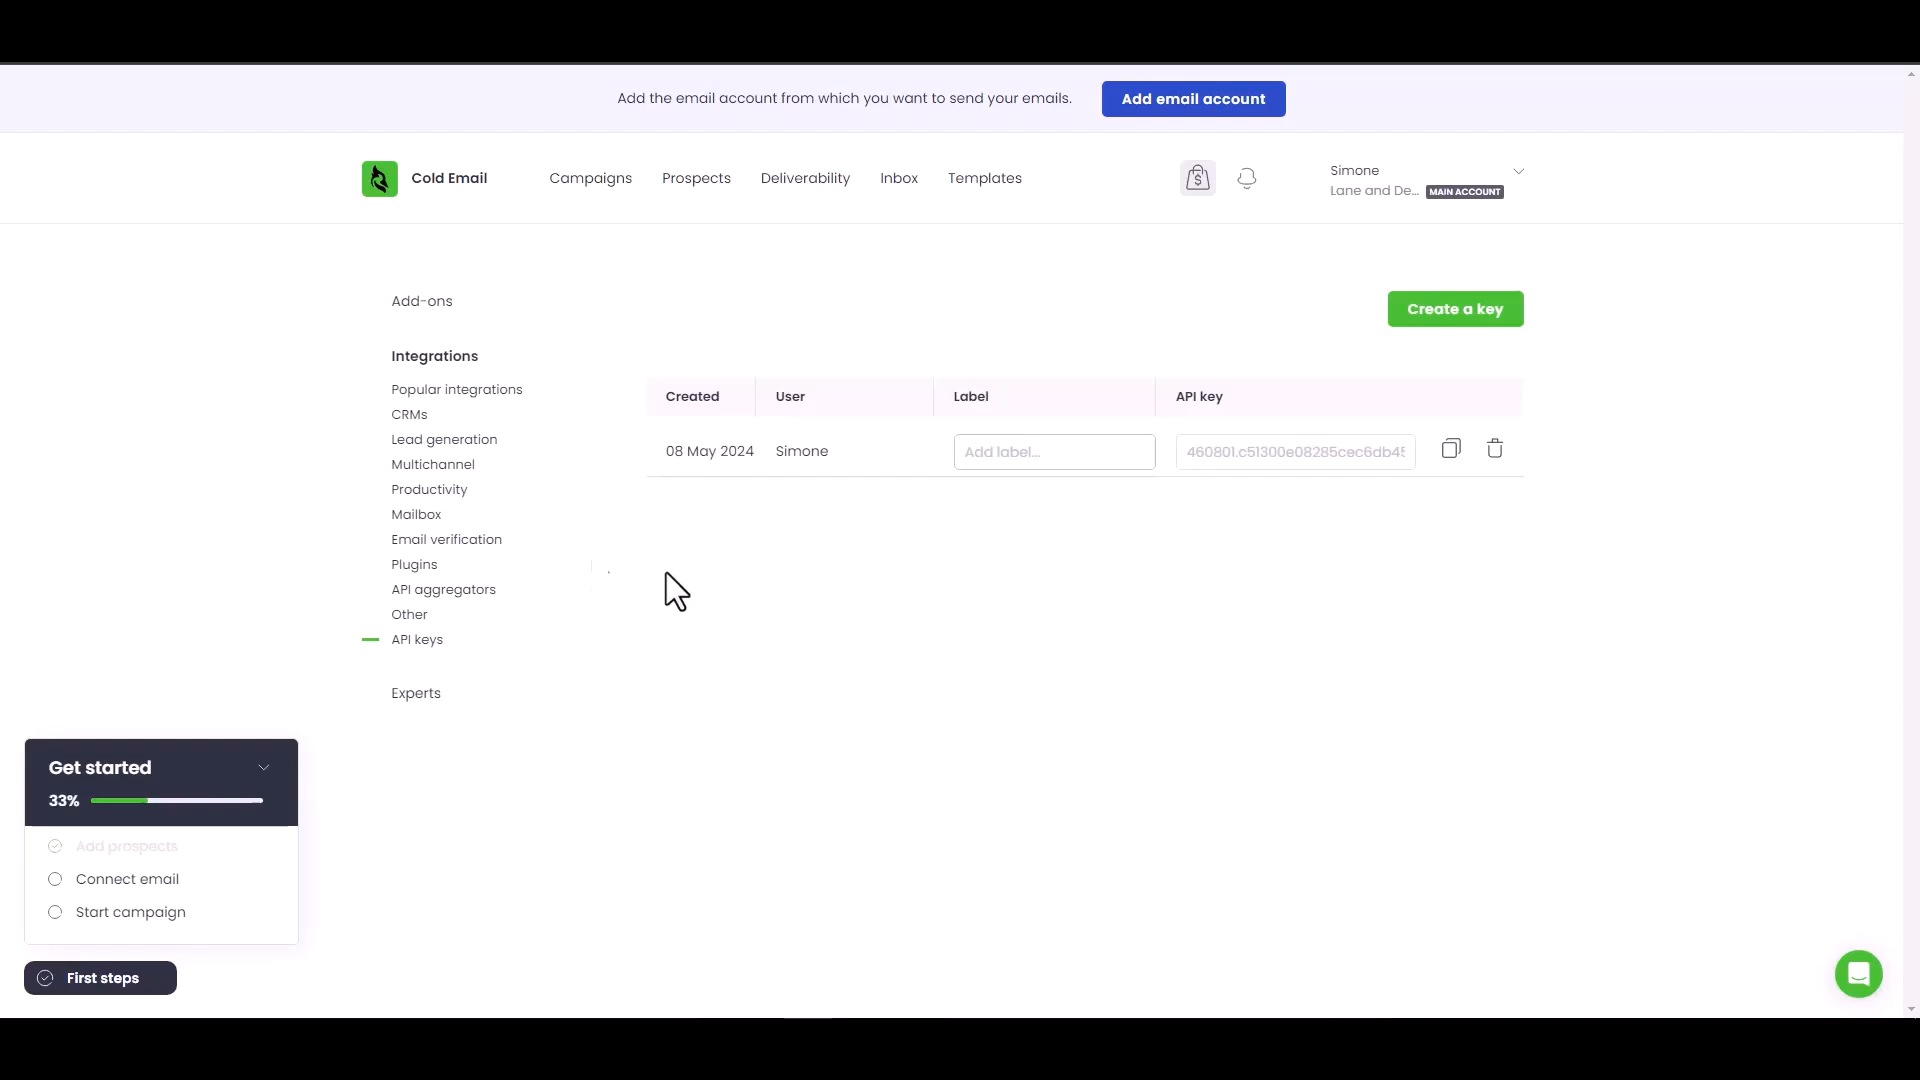 Add the email account from which you want to send your emails.
Add email account
Cold Email
Campaigns
Prospects
Deliverability
Inbox
Templates
Simone
Lane and De...
MAIN ACCOUNT
Add-ons
Create a key
Integrations
Popular integrations
CRMs
Lead generation
Multichannel
Productivity
Mailbox
Email verification
Plugins
API aggregators
Other
API keys
Experts
Created
User
Label
API key
08 May 2024
Simone
Add label...
460801.c51300e08285cec6db45
Get started
33%
Add prospects
Connect email
Start campaign
First steps